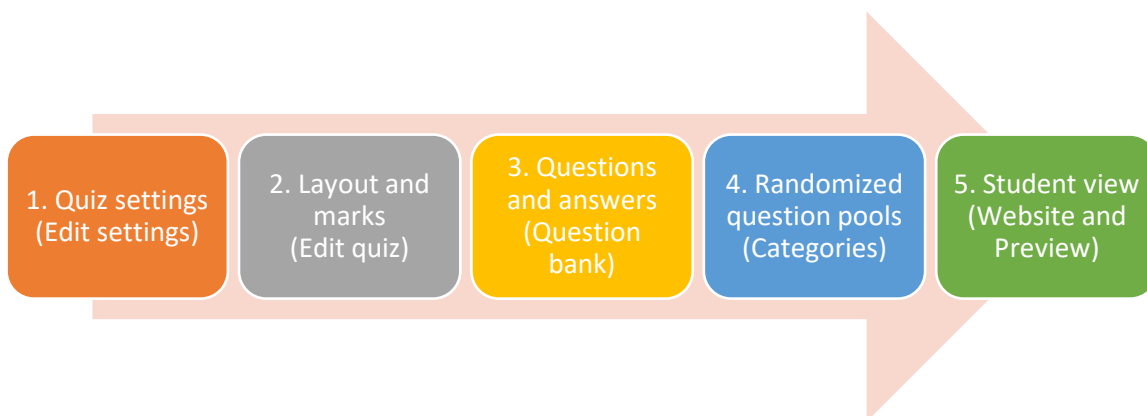 1. Quiz settings
(Edit settings)
2. Layout and
marks
(Edit quiz)
3. Questions
and answers
(Question
bank)
4. Randomized
question pools
(Categories)
5. Student view
(Website and
Preview)